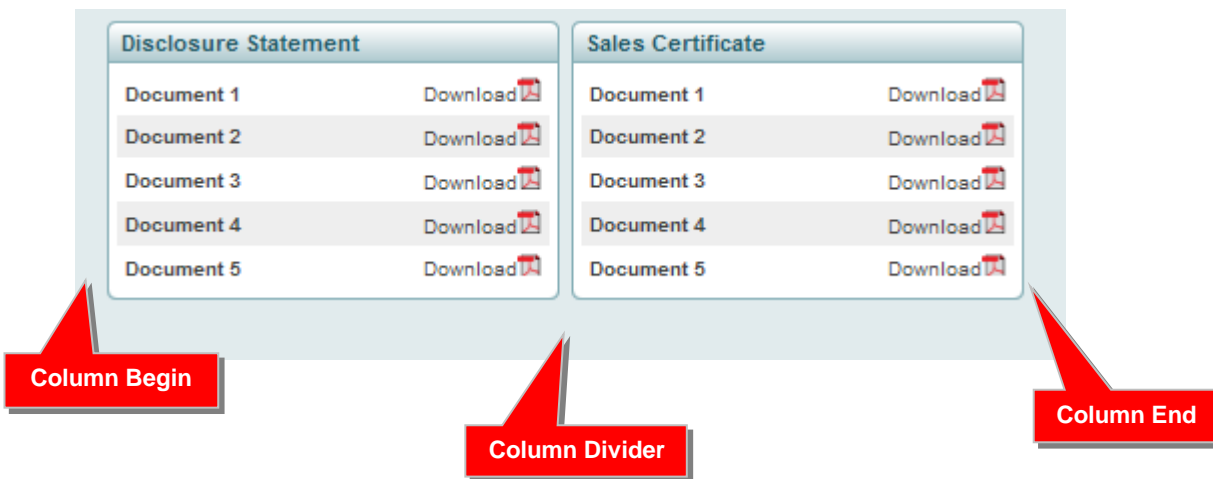 Disclosure Statement
Document 1 Download
Document 2 Download
Document 3 Download
Document 4 Download
Document 5 Download
Sales Certificate
Document 1 Download
Document 2 Download
Document 3 Download
Document 4 Download
Document 5 Download
Column Begin
Column Divider
Column End